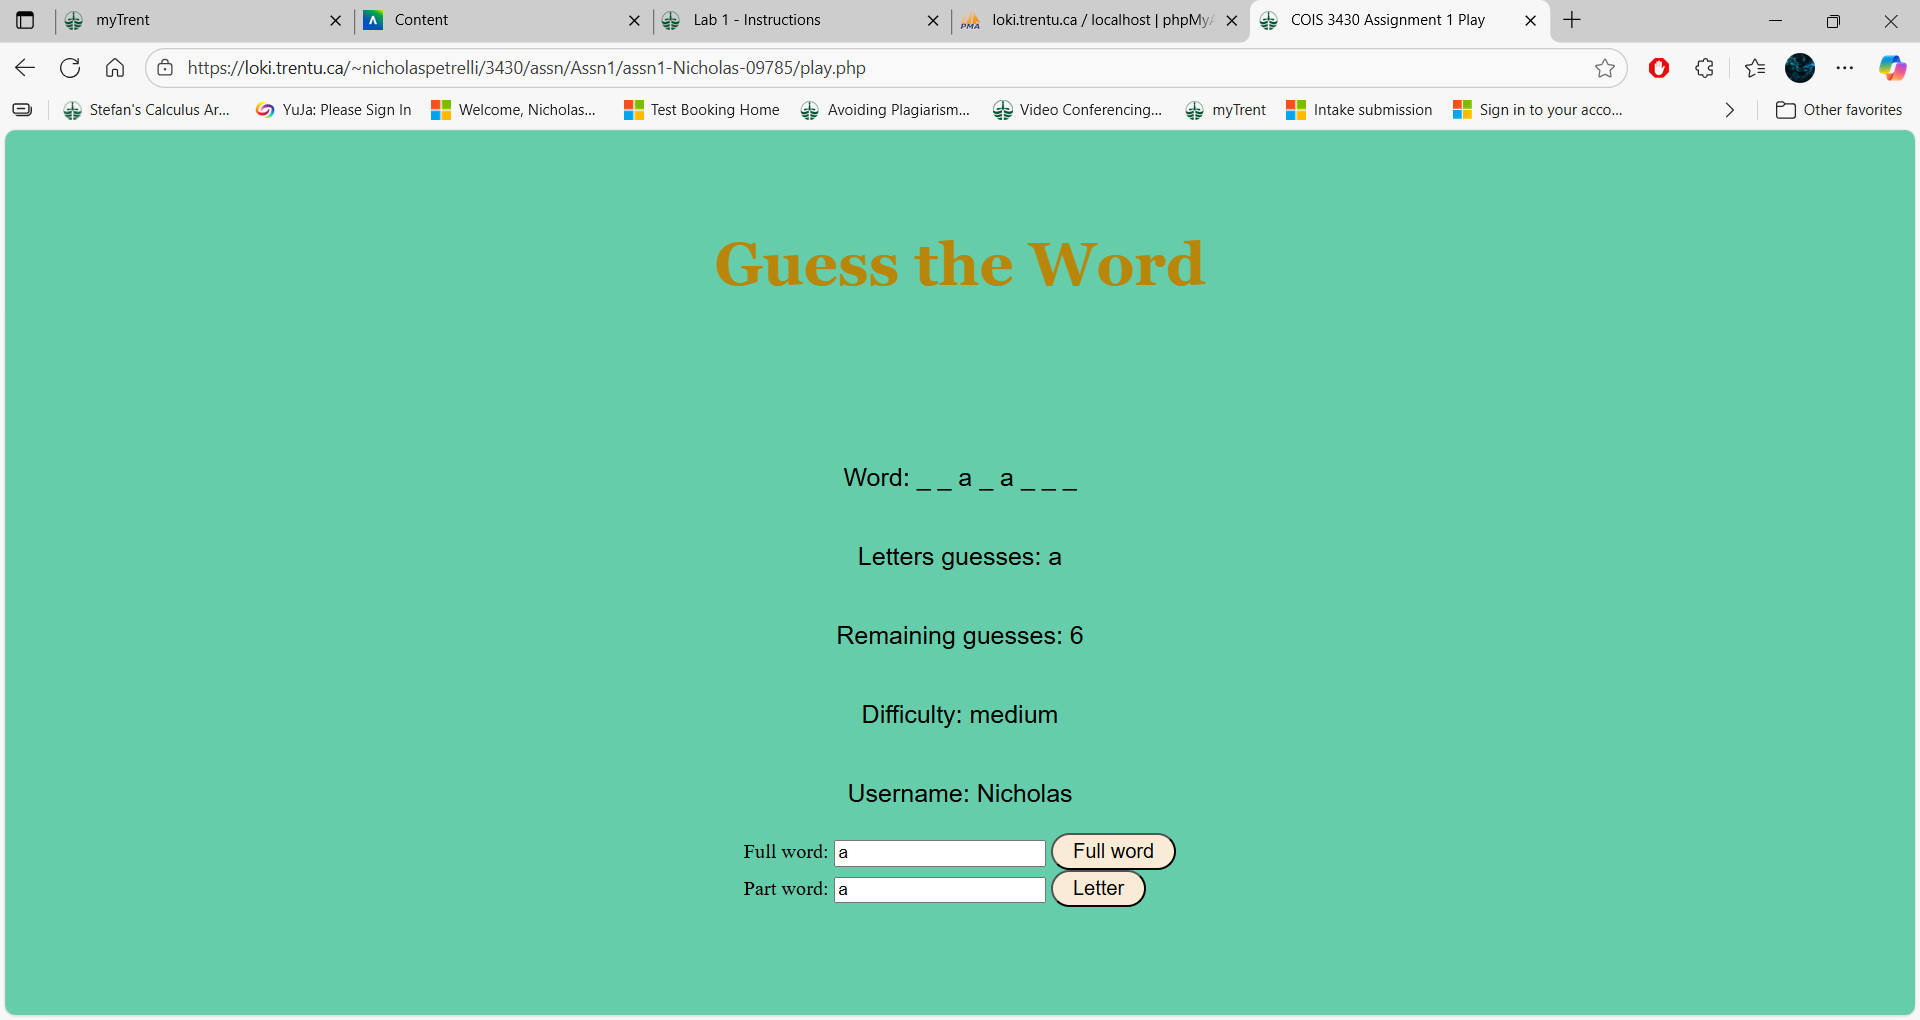 myTrent
Content
Lab 1 - Instructions
loki.trentu.ca / localhost | phpMyA
COIS 3430 Assignment 1 Play
https://loki.trentu.ca/~nicholaspetrelli/3430/assn/Assn1/assn1-Nicholas-09785/play.php
Stefan's Calculus Ar...
YuJa: Please Sign In
Welcome, Nicholas...
Test Booking Home
Avoiding Plagiarism...
Video Conferencing...
myTrent
Intake submission
Sign in to your acco...
Other favorites
Guess the Word
Word: _ _ a _ a _ _ _
Letters guesses: a
Remaining guesses: 6
Difficulty: medium
Username: Nicholas
Full word: a Full word
Part word: a Letter